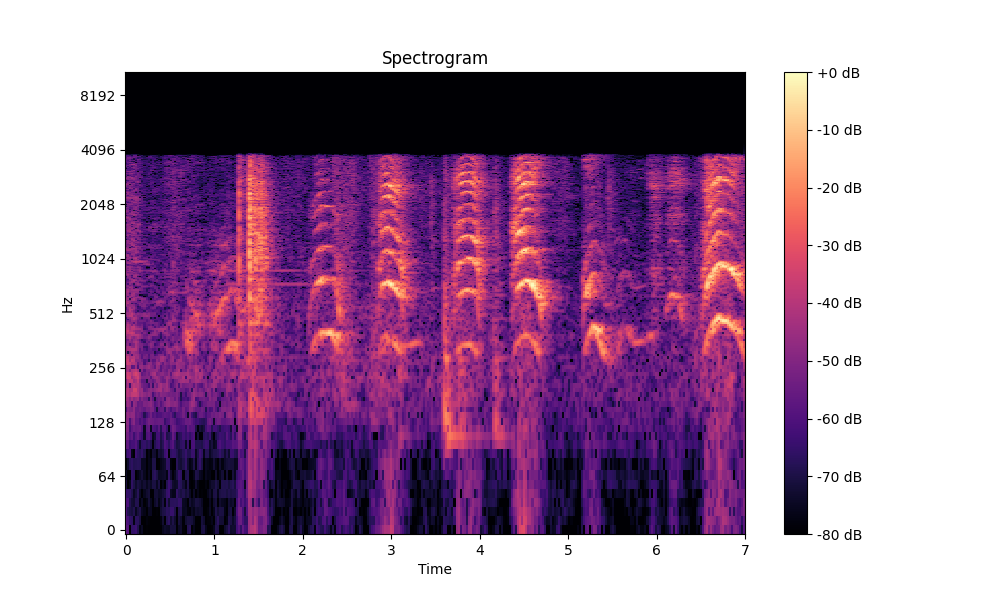 Spectrogram
Hz
8192
4096
2048
1024
512
256
128
64
0
0 1 2 3 4 5 6 7
Time
+0 dB
-10 dB
-20 dB
-30 dB
-40 dB
-50 dB
-60 dB
-70 dB
-80 dB